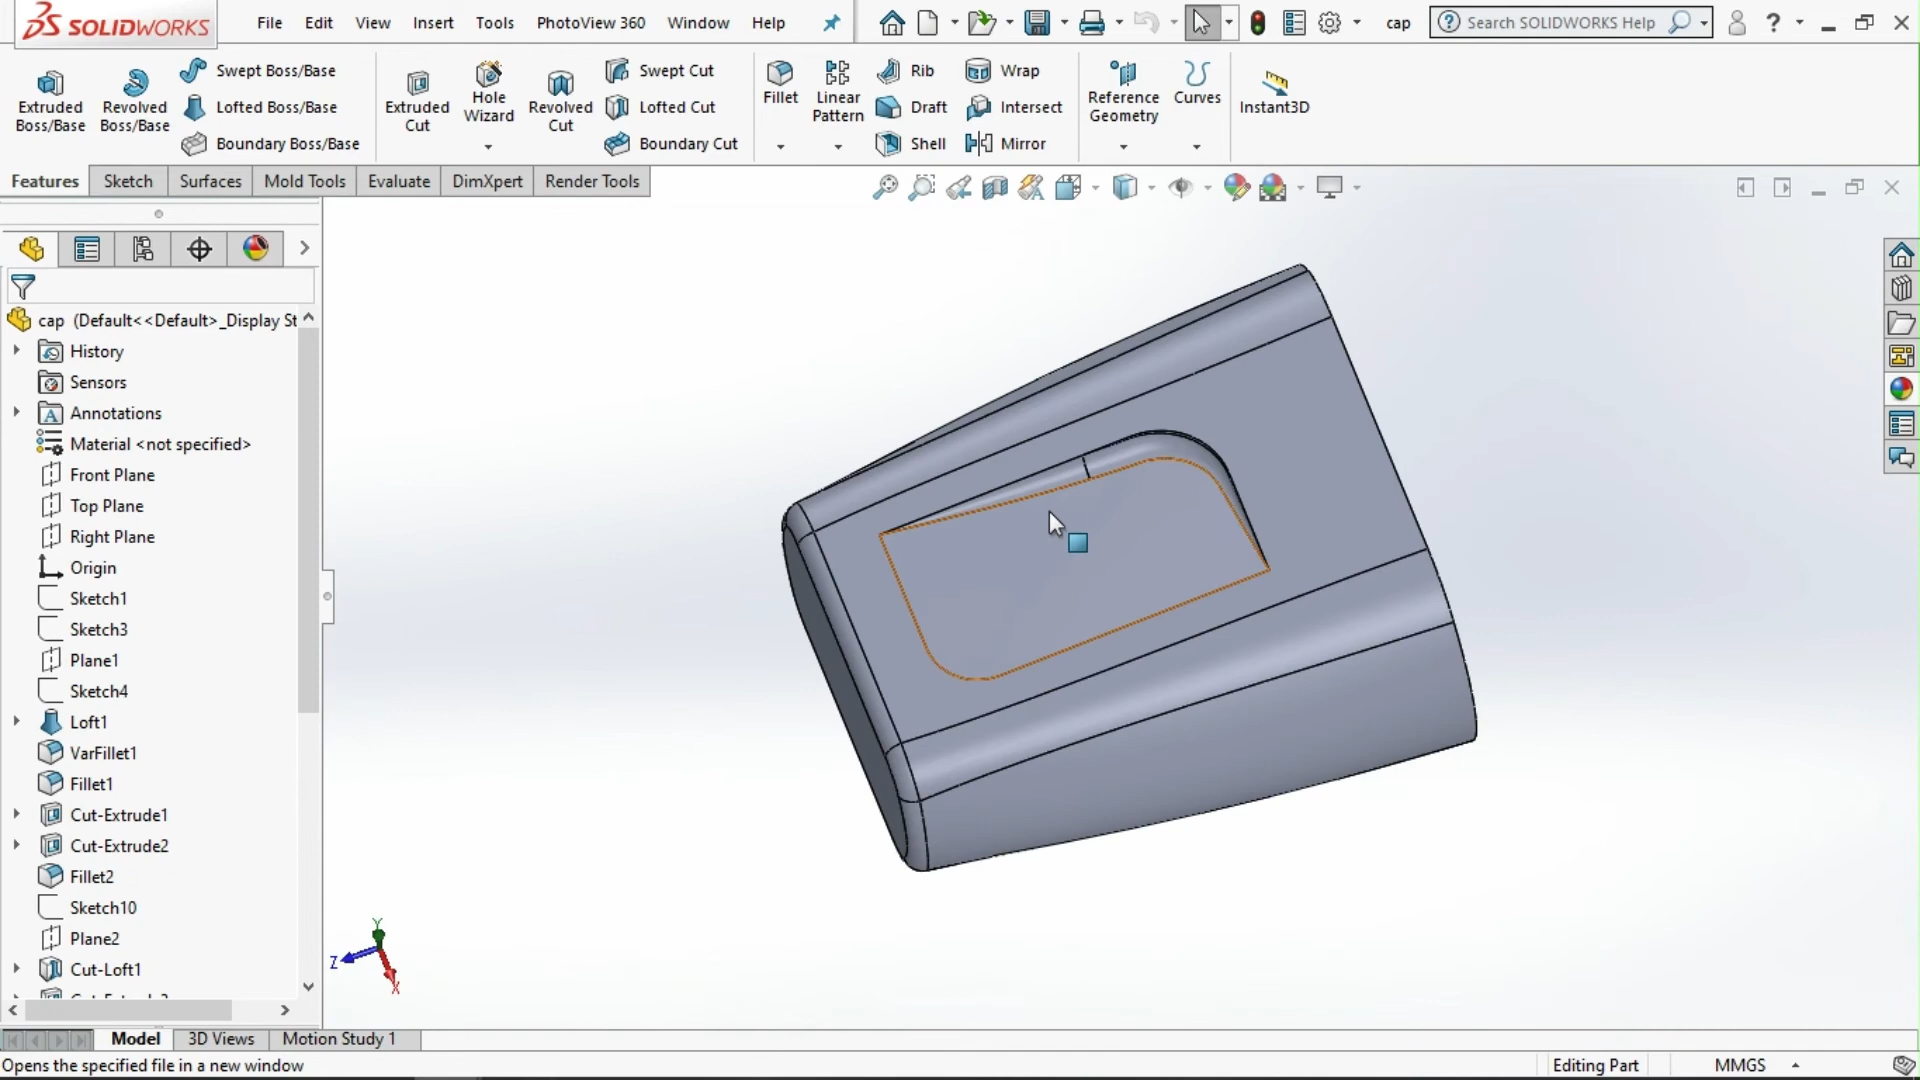 SOLIDWORKS File Edit View Insert Tools PhotoView 360 Window Help cap Search SOLIDWORKS Help ?
Extruded Boss/Base
Revolved Boss/Base
Swept Boss/Base
Lofted Boss/Base
Boundary Boss/Base
Extruded Cut
Hole Wizard
Revolved Cut
Swept Cut
Lofted Cut
Boundary Cut
Fillet
Linear Pattern
Rib
Draft
Shell
Wrap
Intersect
Mirror
Reference Geometry
Curves
Instant3D
Features Sketch Surfaces Mold Tools Evaluate DimXpert Render Tools
cap (Default<<Default>_Display St
History
Sensors
A Annotations
Material <not specified>
Front Plane
Top Plane
Right Plane
Origin
Sketch1
Sketch3
Plane1
Sketch4
Loft1
VarFillet1
Fillet1
Cut-Extrude1
Cut-Extrude2
Fillet2
Sketch10
Plane2
Cut-Loft1
Y
Z
X
Model 3D Views Motion Study 1
Opens the specified file in a new window Editing Part MMGS